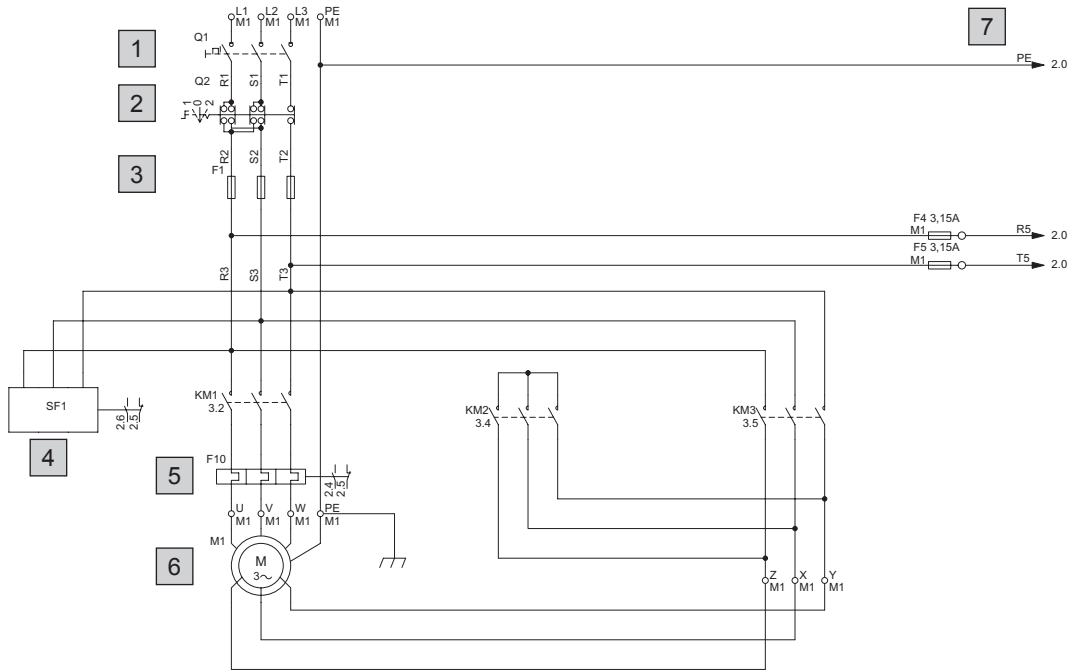 L1 L2 L3 PE
M1 M1 M1 M1
7
Q1
1
PE 2.0
R1 S1 T1
Q2
2
1 0 2
R2 S2 T2
3
F1
F4 3,15A
M1 R5 2.0
F5 3,15A
M1 T5 2.0
R3 S3 T3
SF1
2.6 2.5
4
KM1
3.2
KM2
3.4
KM3
3.5
F10
5
2.4 2.5
U V W PE
M1 M1 M1 M1
M1
6
M
3~
Z X Y
M1 M1 M1